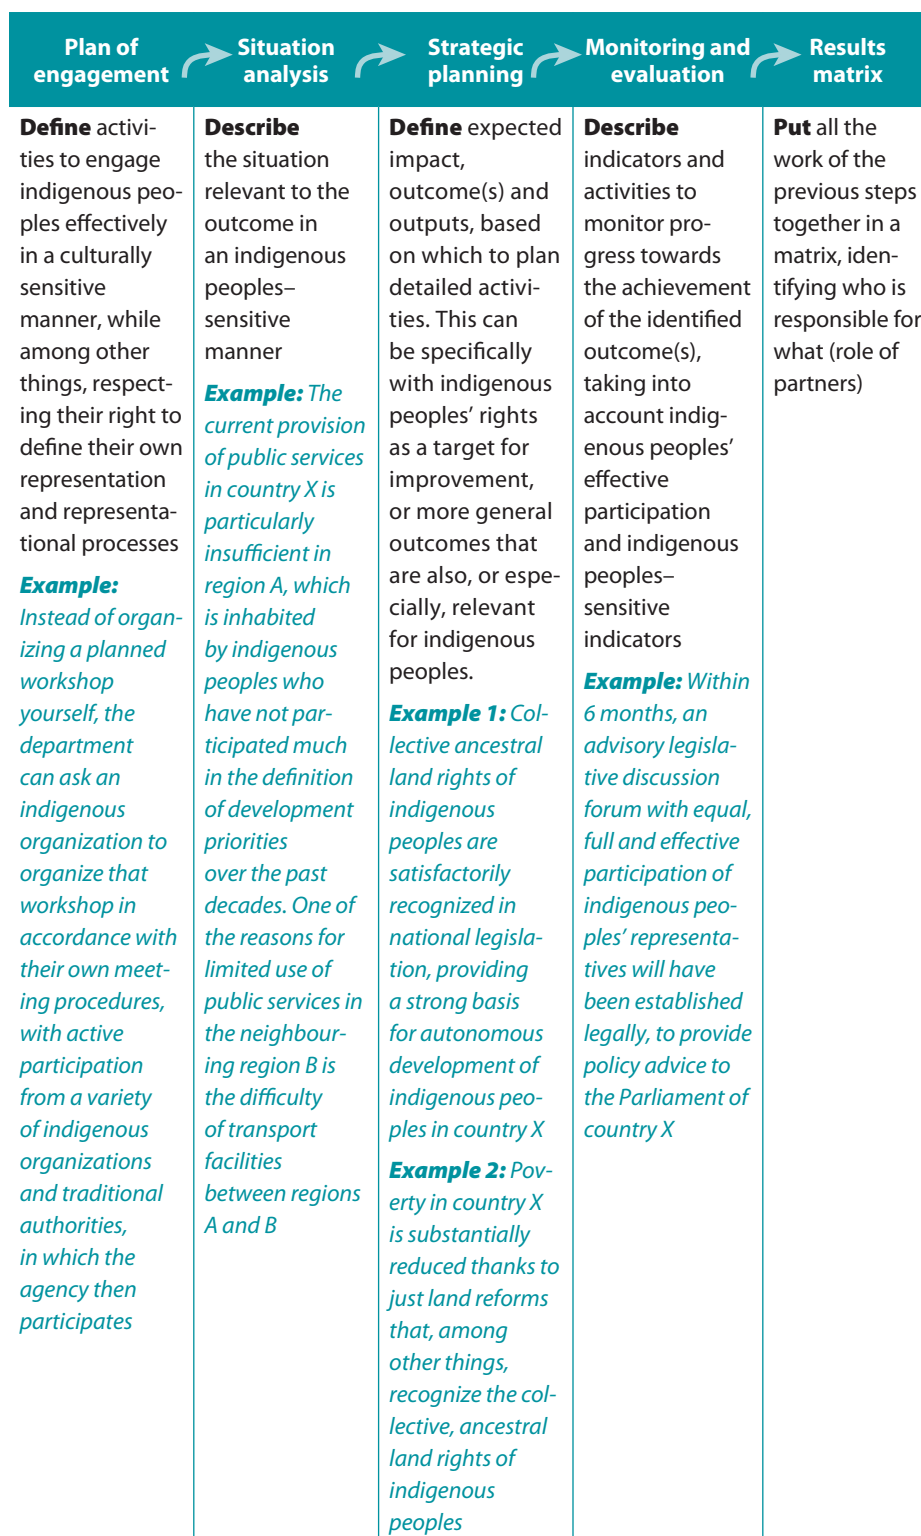 Plan of
engagement
Situation
analysis
Strategic
planning
Monitoring and
evaluation
Results
matrix
Define activi-
ties to engage
indigenous peo-
ples effectively
in a culturally
sensitive
manner, while
among other
things, respect-
ing their right to
define their own
representation
and representa-
tional processes
Example:
Instead of organ-
izing a planned
workshop
yourself, the
department
can ask an
indigenous
organization to
organize that
workshop in
accordance with
their own meet-
ing procedures,
with active
participation
from a variety
of indigenous
organizations
and traditional
authorities,
in which the
agency then
participates
Describe
the situation
relevant to the
outcome in
an indigenous
peoples–
sensitive
manner
Example: The
current provision
of public services
in country X is
particularly
insufficient in
region A, which
is inhabited
by indigenous
peoples who
have not par-
ticipated much
in the definition
of development
priorities
over the past
decades. One of
the reasons for
limited use of
public services in
the neighbour-
ing region B is
the difficulty
of transport
facilities
between regions
A and B
Define expected
impact,
outcome(s) and
outputs, based
on which to plan
detailed activi-
ties. This can
be specifically
with indigenous
peoples’ rights
as a target for
improvement,
or more general
outcomes that
are also, or espe-
cially, relevant
for indigenous
peoples.
Example 1: Col-
lective ancestral
land rights of
indigenous
peoples are
satisfactorily
recognized in
national legisla-
tion, providing
a strong basis
for autonomous
development of
indigenous peo-
ples in country X
Example 2: Pov-
erty in country X
is substantially
reduced thanks to
just land reforms
that, among
other things,
recognize the col-
lective, ancestral
land rights of
indigenous
peoples
Describe
indicators and
activities to
monitor pro-
gress towards
the achievement
of the identified
outcome(s),
taking into
account indig-
enous peoples’
effective
participation
and indigenous
peoples–
sensitive
indicators
Example: Within
6 months, an
advisory legisla-
tive discussion
forum with equal,
full and effective
participation of
indigenous peo-
ples’ representa-
tives will have
been established
legally, to provide
policy advice to
the Parliament of
country X
Put all the
work of the
previous steps
together in a
matrix, iden-
tifying who is
responsible for
what (role of
partners)